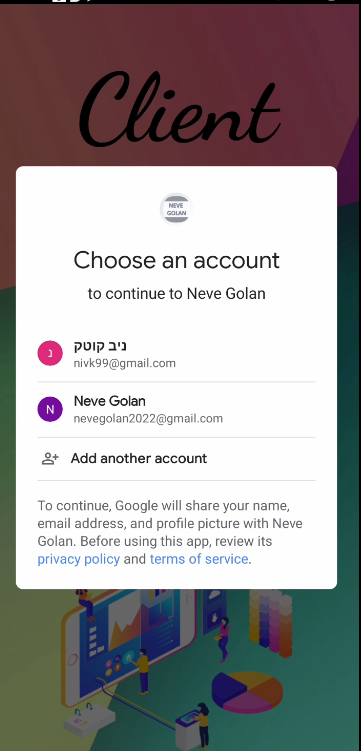 Client
NEVE
GOLAN
Choose an account
to continue to Neve Golan
נ
ניב קוטק
nivk99@gmail.com
N
Neve Golan
nevegolan2022@gmail.com
Add another account
To continue, Google will share your name,
email address, and profile picture with Neve
Golan. Before using this app, review its
privacy policy and terms of service.